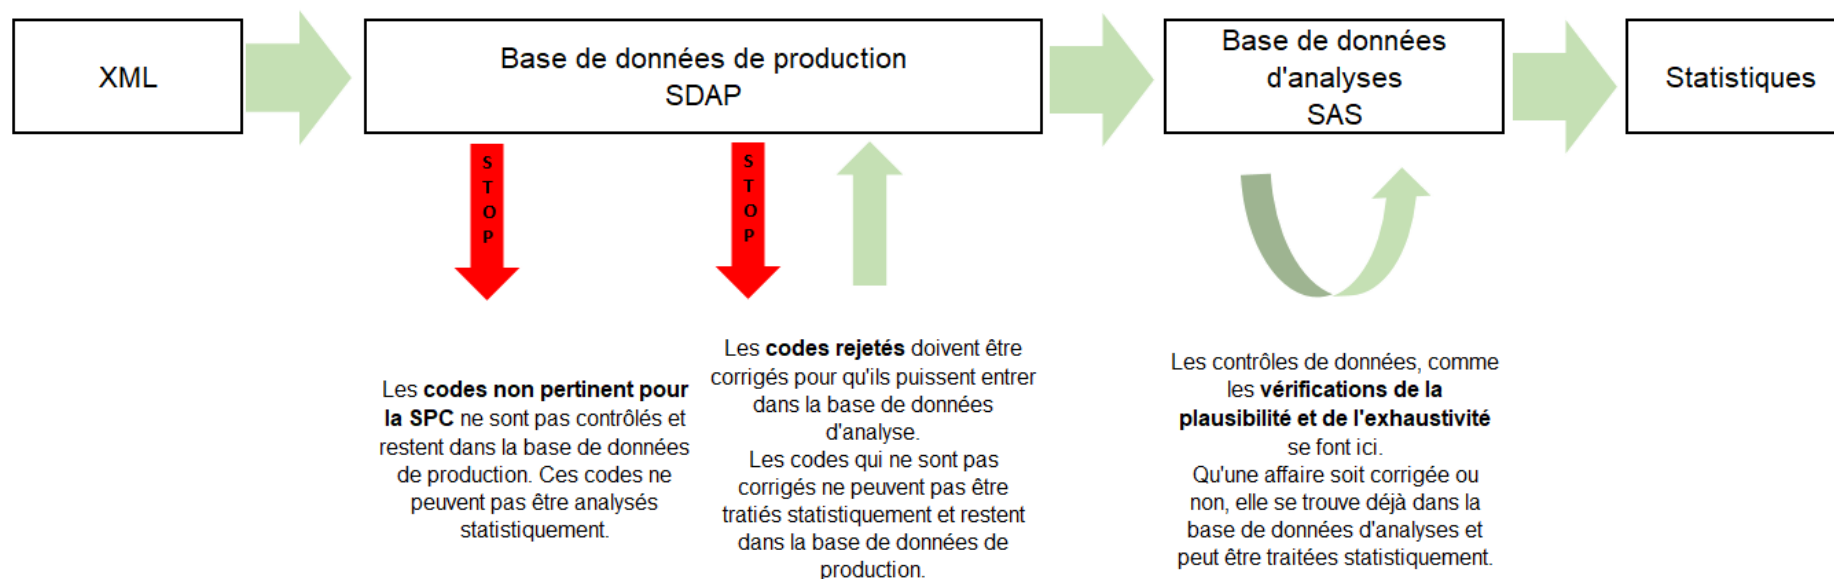 XML
Base de données de production
SDAP
Base de données
d'analyses
SAS
Statistiques
S
T
O
P
S
T
O
P
Les codes non pertinent pour
la SPC ne sont pas contrôlés et
restent dans la base de données
de production. Ces codes ne
peuvent pas être analysés
statistiquement.
Les codes rejetés doivent être
corrigés pour qu'ils puissent entrer
dans la base de données
d'analyse.
Les codes qui ne sont pas
corrigés ne peuvent pas être
tratiés statistiquement et restent
dans la base de données de
production.
Les contrôles de données, comme
les vérifications de la
plausibilité et de l'exhaustivité
se font ici.
Qu'une affaire soit corrigée ou
non, elle se trouve déjà dans la
base de données d'analyses et
peut être traitées statistiquement.